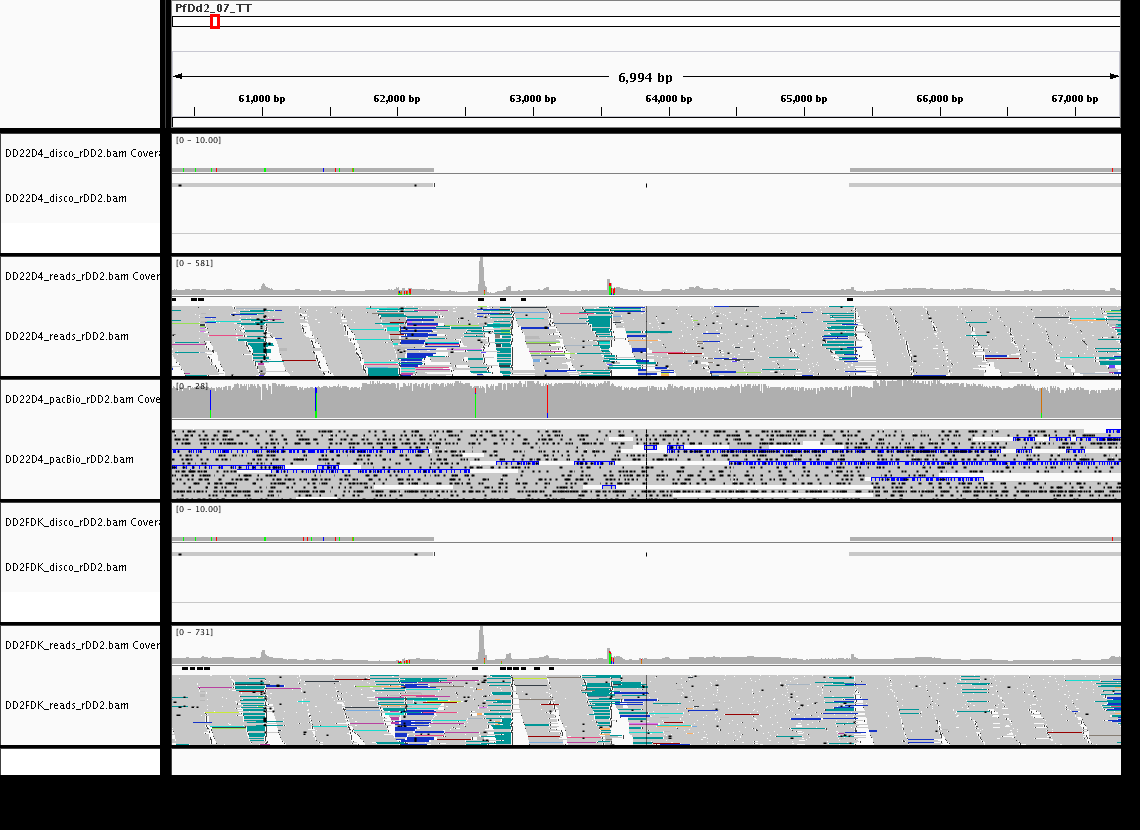 PfDd2_07_TT
6,994 bp
61,000 bp 62,000 bp 63,000 bp 64,000 bp 65,000 bp 66,000 bp 67,000 bp
[0 - 10.00]
DD22D4_disco_rDD2.bam Covera
DD22D4_disco_rDD2.bam
[0 - 581]
DD22D4_reads_rDD2.bam Cover
DD22D4_reads_rDD2.bam
[0 - 28]
DD22D4_pacBio_rDD2.bam Cove
DD22D4_pacBio_rDD2.bam
[0 - 10.00]
DD2FDK_disco_rDD2.bam Covera
DD2FDK_disco_rDD2.bam
[0 - 731]
DD2FDK_reads_rDD2.bam Cover
DD2FDK_reads_rDD2.bam